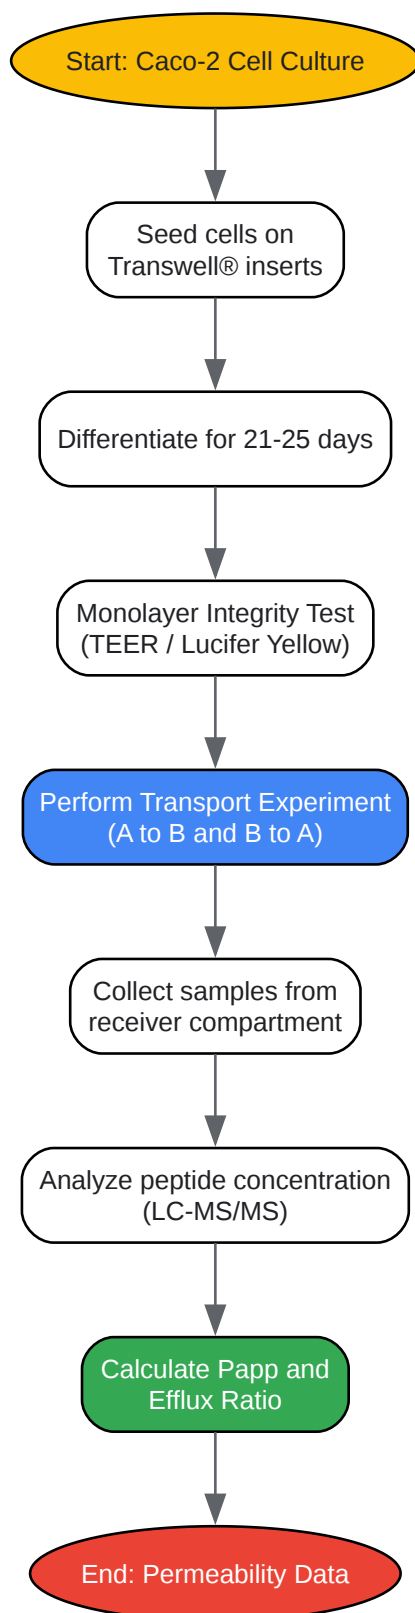 Start: Caco-2 Cell Culture
Seed cells on
Transwell® inserts
Differentiate for 21-25 days
Monolayer Integrity Test
(TEER / Lucifer Yellow)
Perform Transport Experiment
(A to B and B to A)
Collect samples from
receiver compartment
Analyze peptide concentration
(LC-MS/MS)
Calculate Papp and
Efflux Ratio
End: Permeability Data